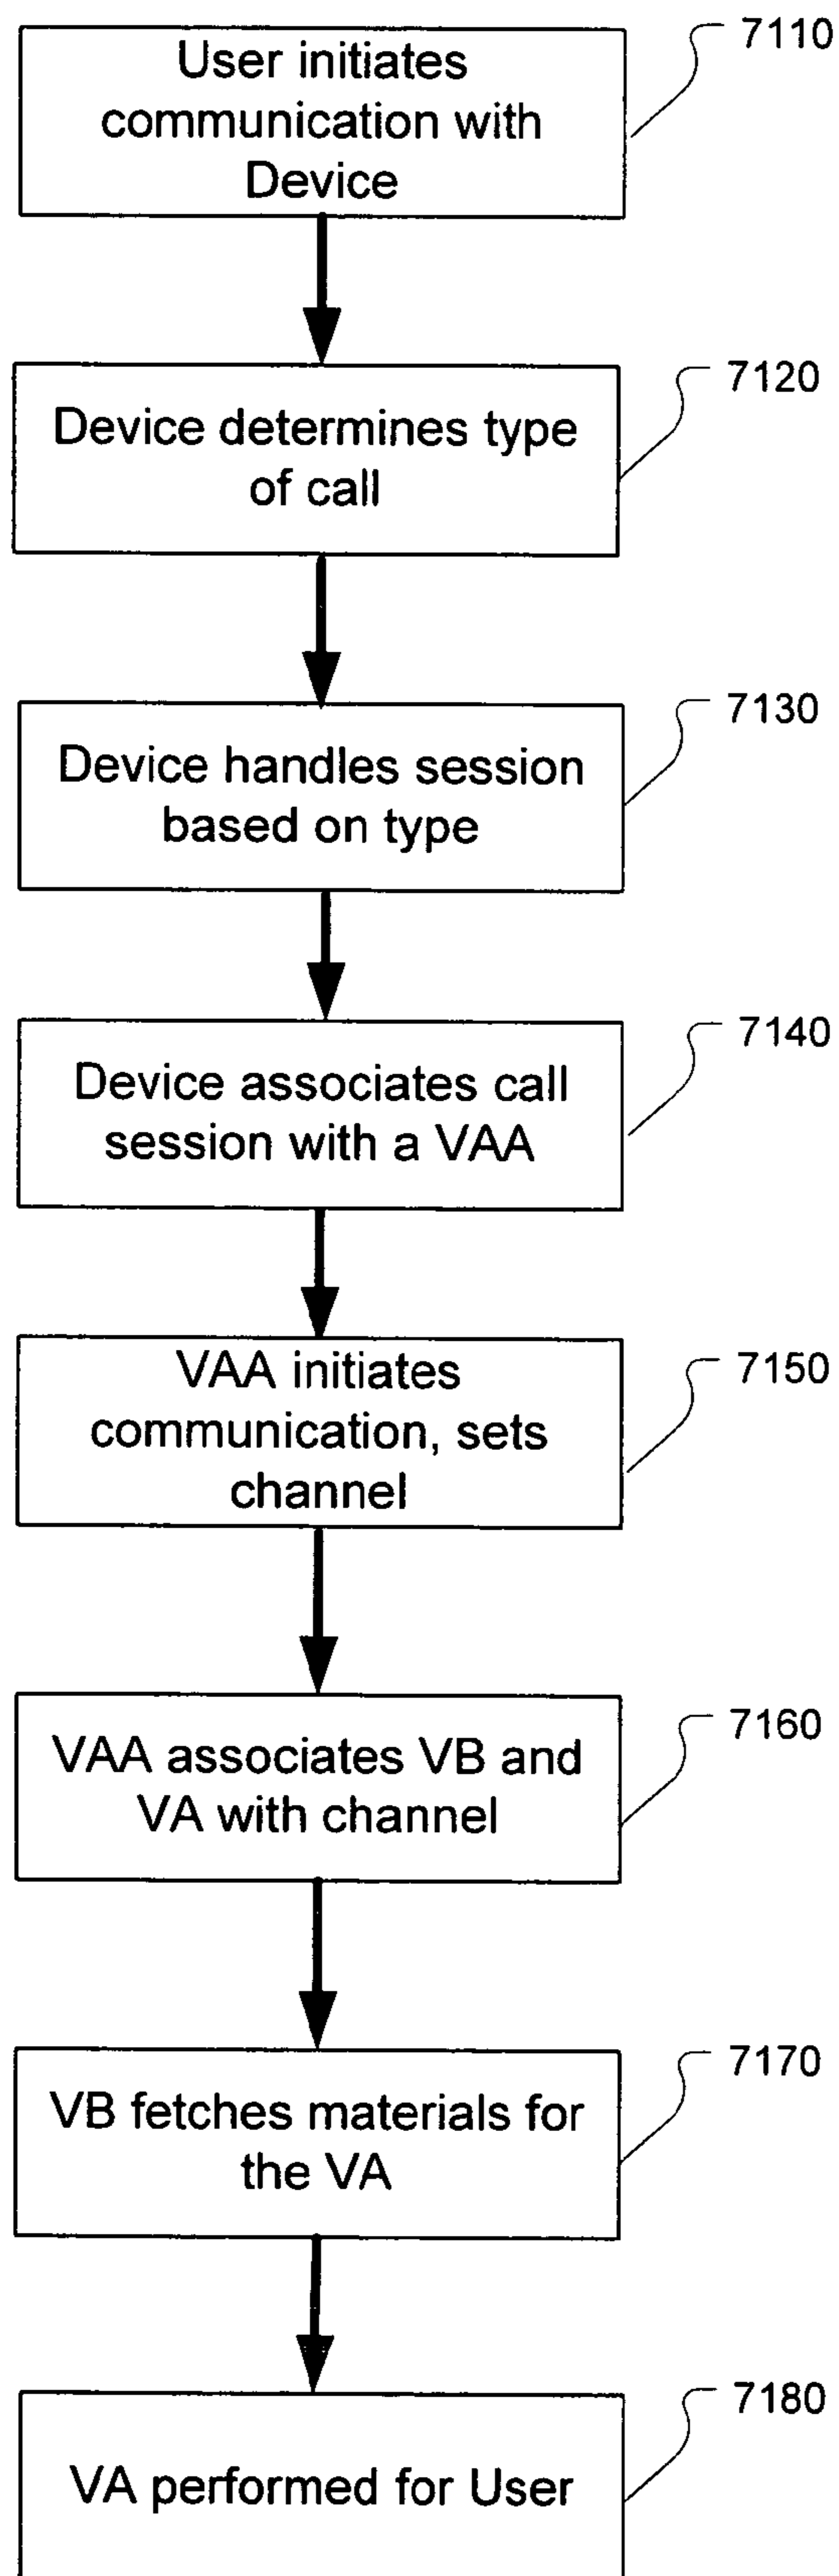 7110
User initiates
communication with
Device
7120
Device determines type
of call
7130
Device handles session
based on type
7140
Device associates call
session with a VAA
7150
VAA initiates
communication, sets
channel
7160
VAA associates VB and
VA with channel
7170
VB fetches materials for
the VA
7180
VA performed for User